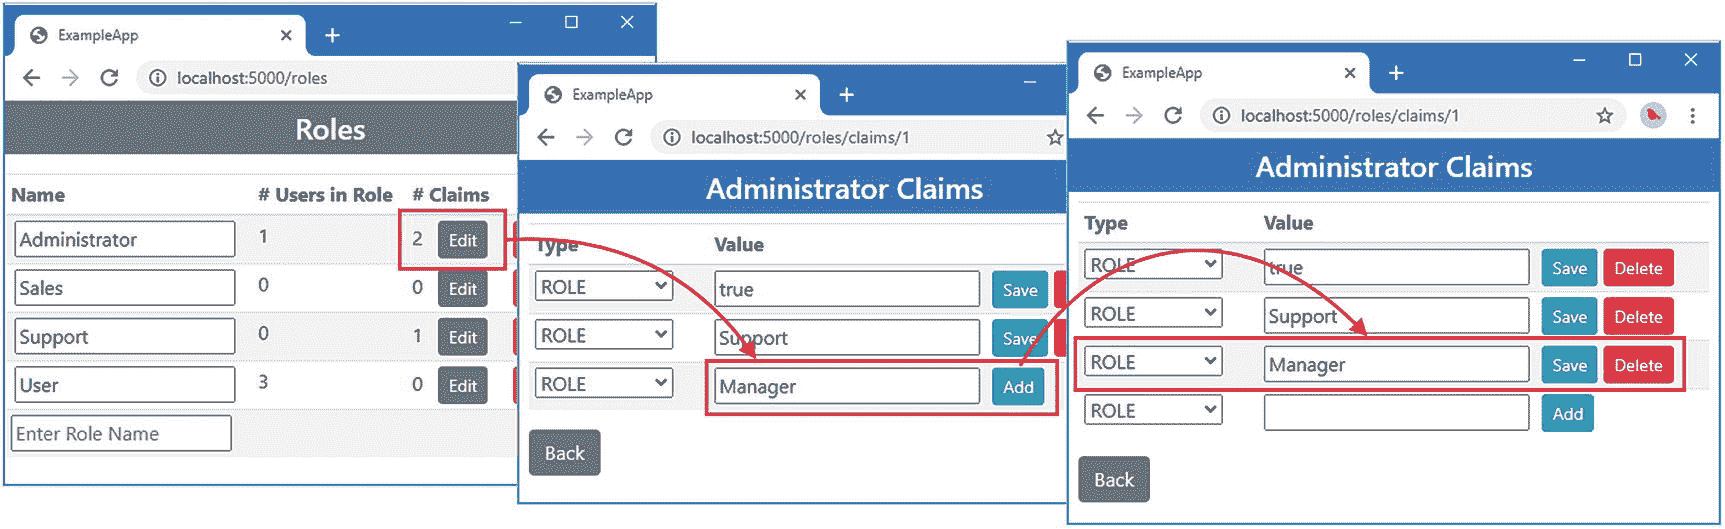 ExampleApp
localhost:5000/roles
Roles
Name # Users in Role # Claims
Administrator 1 2 Edit
Sales 0 0 Edit
Support 0 1 Edit
User 3 0 Edit
Enter Role Name
ExampleApp
localhost:5000/roles/claims/1
Administrator Claims
Type Value
ROLE true Save
ROLE Support Save
ROLE Manager Add
Back
ExampleApp
localhost:5000/roles/claims/1
Administrator Claims
Type Value
ROLE true Save Delete
ROLE Support Save Delete
ROLE Manager Save Delete
ROLE Add
Back